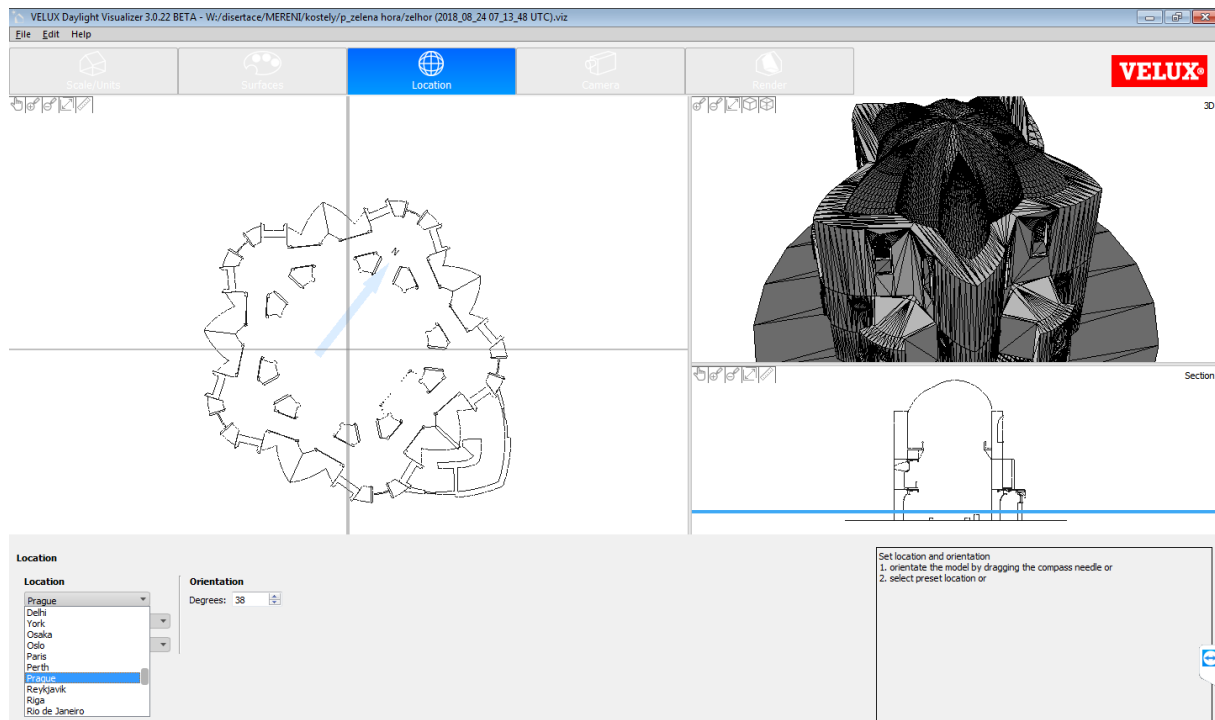 VELUX Daylight Visualizer 3.0.22 BETA - W:/disertace/MERENI/kostely/p_zelena hora/zelhor (2018_08_24 07_13_48 UTC).viz
File Edit Help
Scale/Units
Surfaces
Location
Camera
Render
VELUX®
3D
N
Section
Location
Location
Prague
Delhi
York
Osaka
Oslo
Paris
Perth
Prague
Reykjavik
Riga
Rio de Janeiro
Orientation
Degrees: 38
Set location and orientation
1. orientate the model by dragging the compass needle or
2. select preset location or